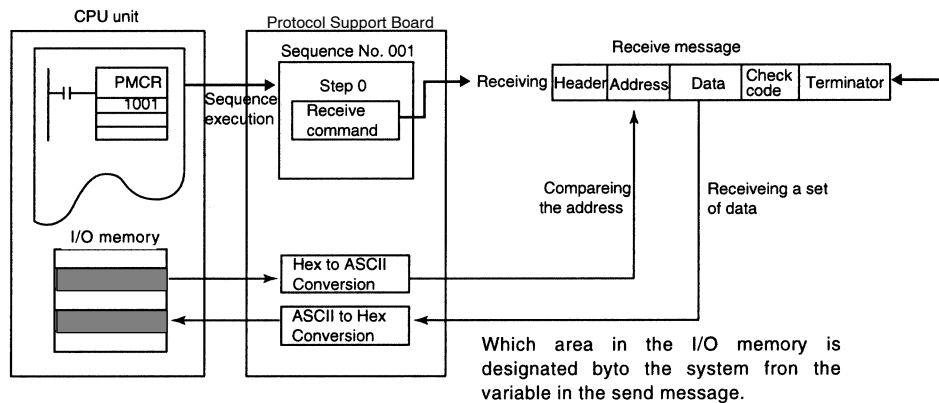 CPU unit
Protocol Support Board
PMCR
1001
Sequence
execution
Sequence No. 001
Step 0
Receive
command
Receiving
Receive message
Header
Address
Data
Check
code
Terminator
Compareing
the address
Receiveing a set
of data
I/O memory
Hex to ASCII
Conversion
ASCII to Hex
Conversion
Which area in the I/O memory is
designated byto the system fron the
variable in the send message.